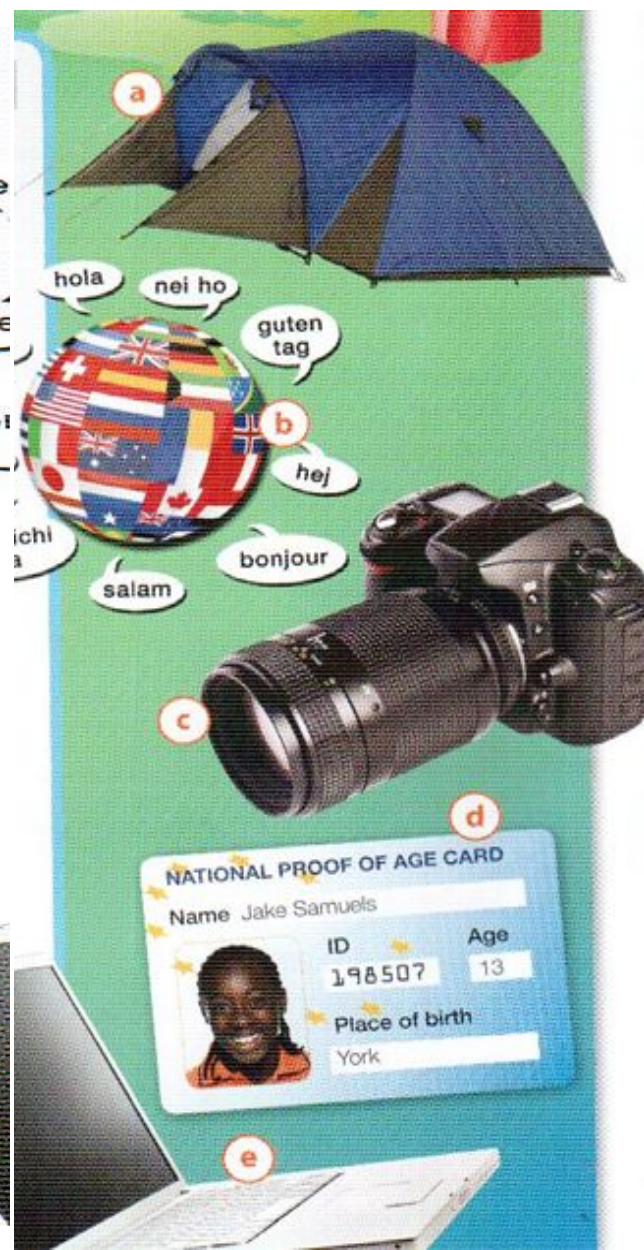 a
hola
nei ho
guten
tag
b
hej
ichi
a
bonjour
salam
c
d
NATIONAL PROOF OF AGE CARD
Name Jake Samuels
ID
Age
198507
13
Place of birth
York
e